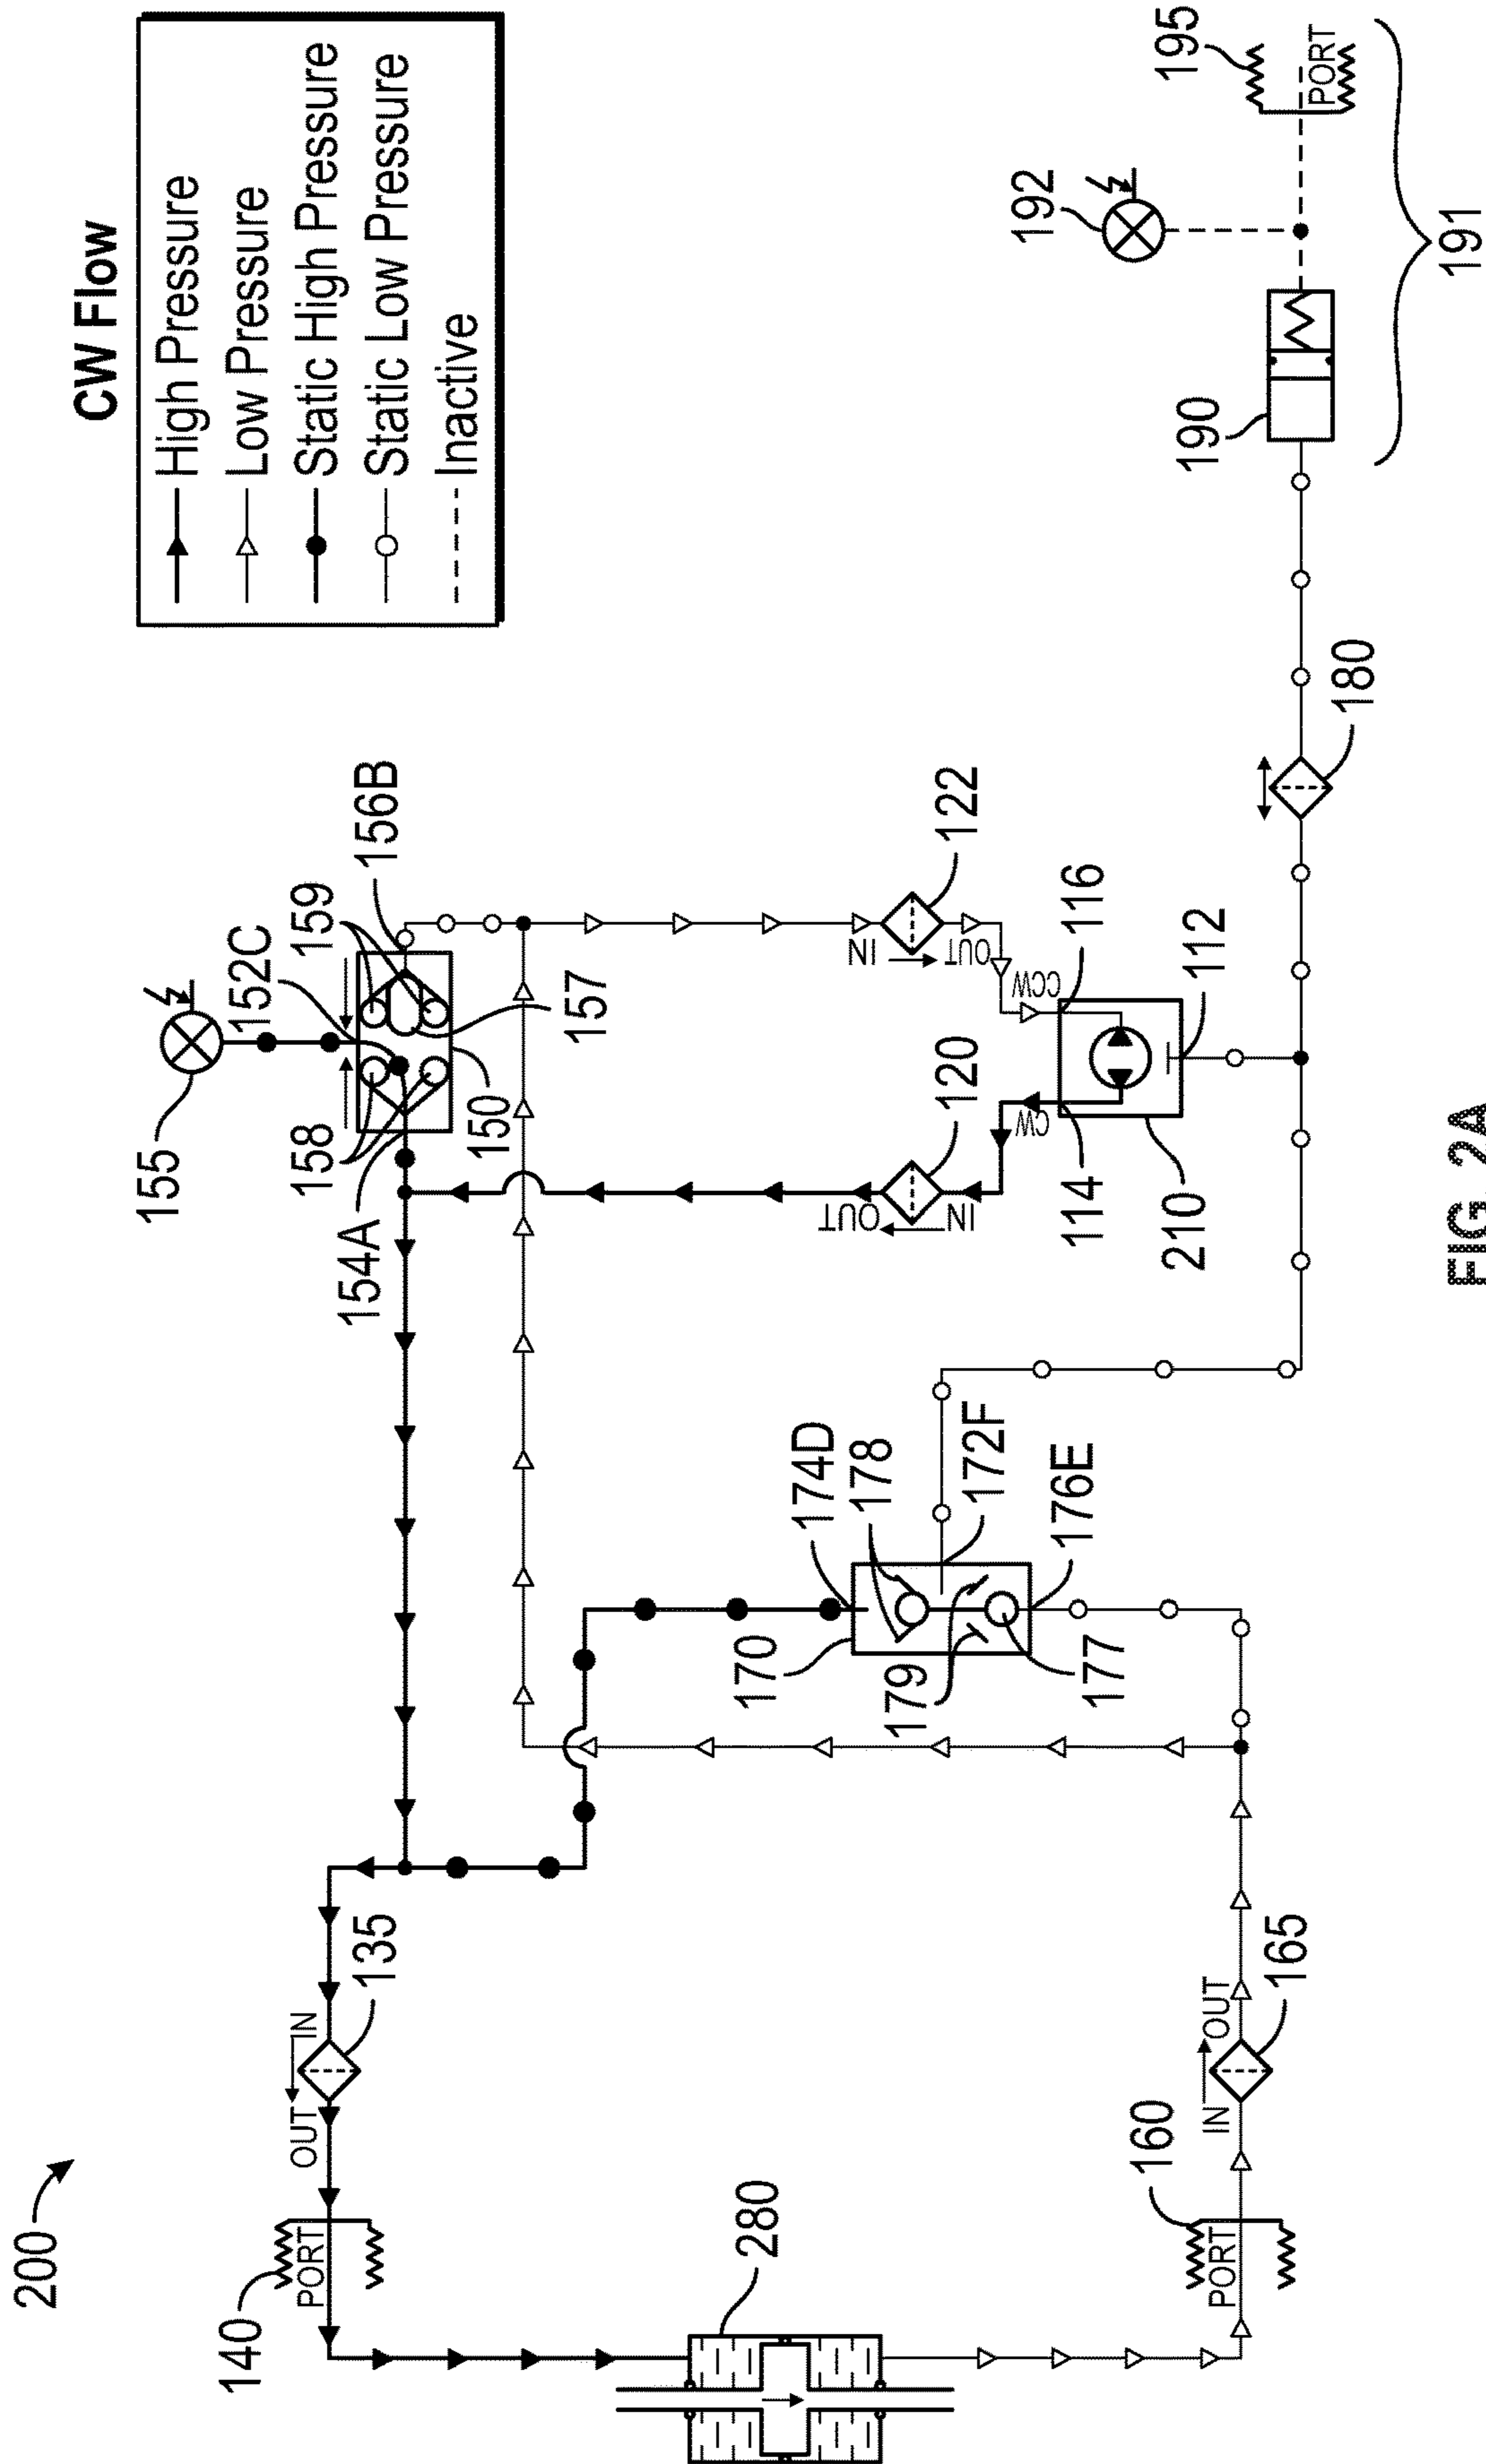 CW Flow
High Pressure
Low Pressure
Static High Pressure
Static Low Pressure
Inactive
200
155
152C
159
156B
158
150
157
154A
140
PORT
OUT
IN
135
280
120
OUT
IN
122
IN
OUT
CW
CCW
114
116
210
112
174D
178
170
172F
179
177
176E
160
PORT
IN
OUT
165
180
190
192
195
PORT
191
FIG. 2A